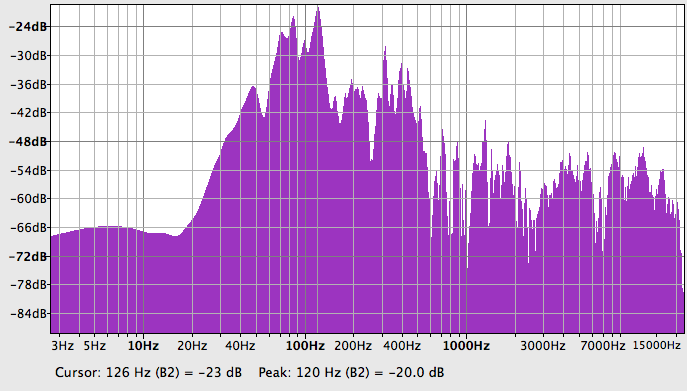 -24dB
-30dB
-36dB
-42dB
-48dB
-54dB
-60dB
-66dB
-72dB
-78dB
-84dB
3Hz 5Hz 10Hz 20Hz 40Hz 100Hz 200Hz 400Hz 1000Hz 3000Hz 7000Hz 15000Hz
Cursor: 126 Hz (B2) = -23 dB Peak: 120 Hz (B2) = -20.0 dB